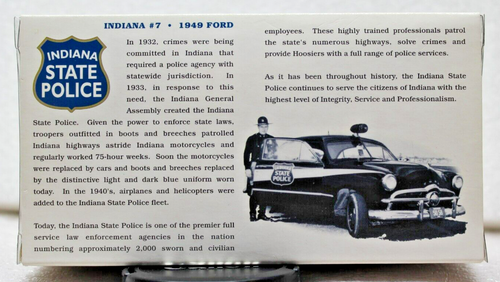 INDIANA #7 • 1949 FORD
INDIANA
STATE
POLICE
In 1932, crimes were being
committed in Indiana that
required a police agency with
statewide jurisdiction. In
1933, in response to this
need, the Indiana General
Assembly created the Indiana
State Police. Given the power to enforce state laws,
troopers outfitted in boots and breeches patrolled
Indiana highways astride Indiana motorcycles and
regularly worked 75-hour weeks. Soon the motorcycles
were replaced by cars and boots and breeches replaced
by the distinctive light and dark blue uniform worn
today. In the 1940's, airplanes and helicopters were
added to the Indiana State Police fleet.
Today, the Indiana State Police is one of the premier full
service law enforcement agencies in the nation
numbering approximately 2,000 sworn and civilian
employees. These highly trained professionals patrol
the state's numerous highways, solve crimes and
provide Hoosiers with a full range of police services.
As it has been throughout history, the Indiana State
Police continues to serve the citizens of Indiana with the
highest level of Integrity, Service and Professionalism.
STATE
POLICE